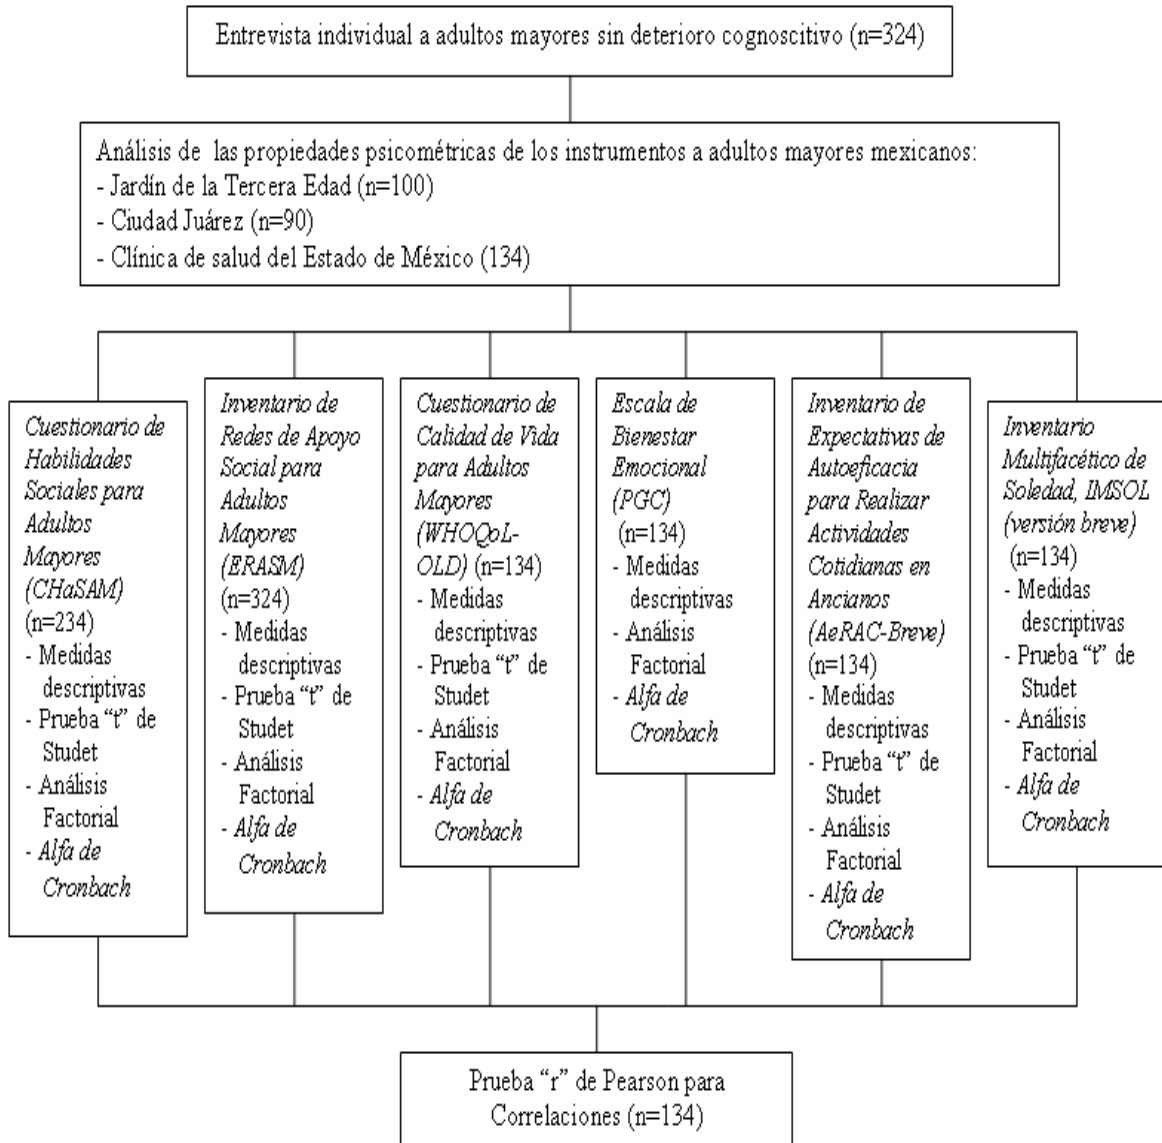 Entrevista individual a adultos mayores sin deterioro cognoscitivo (n=324)
Análisis de las propiedades psicométricas de los instrumentos a adultos mayores mexicanos:
- Jardín de la Tercera Edad (n=100)
- Ciudad Juárez (n=90)
- Clínica de salud del Estado de México (134)
Cuestionario de
Habilidades
Sociales para
Adultos
Mayores
(CHaSAM)
(n=234)
- Medidas
descriptivas
- Prueba “t” de
Studet
- Análisis
Factorial
- Alfa de
Cronbach
Inventario de
Redes de Apoyo
Social para
Adultos
Mayores
(ERASM)
(n=324)
- Medidas
descriptivas
- Prueba “t” de
Studet
- Análisis
Factorial
- Alfa de
Cronbach
Cuestionario de
Calidad de Vida
para Adultos
Mayores
(WHOQoL-
OLD) (n=134)
- Medidas
descriptivas
- Prueba “t” de
Studet
- Análisis
Factorial
- Alfa de
Cronbach
Escala de
Bienestar
Emocional
(PGC)
(n=134)
- Medidas
descriptivas
- Análisis
Factorial
- Alfa de
Cronbach
Inventario de
Expectativas de
Autoeficacia
para Realizar
Actividades
Cotidianas en
Ancianos
(AeRAC-Breve)
(n=134)
- Medidas
descriptivas
- Prueba “t” de
Studet
- Análisis
Factorial
- Alfa de
Cronbach
Inventario
Multifacético de
Soledad, IMSOL
(versión breve)
(n=134)
- Medidas
descriptivas
- Prueba “t” de
Studet
- Análisis
Factorial
- Alfa de
Cronbach
Prueba “r” de Pearson para
Correlaciones (n=134)